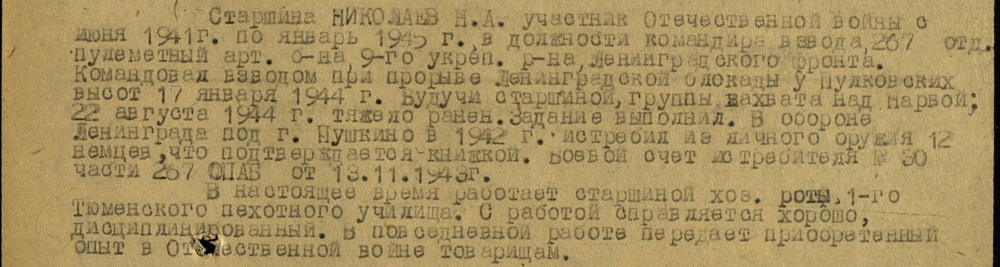 Старшина НИКОЛАЕВ Н.А. участник Отечественной войны с
июня 1941г. по январь 1945 г., в должности командира взвода, 267 отд.
пулеметный арт. б-на, 9-го укреп. р-на, Ленинградского фронта.
Командовал взводом при прорыве Ленинградской блокады у Пулковских
высот 17 января 1944 г. Будучи старшиной, группы захвата над Нарвой;
22 августа 1944 г. тяжело ранен. Задание выполнил. В обороне
Ленинграда под г. Пушкино в 1942 г. истребил из личного оружия 12
немцев, что подтверждается книжкой. Боевой счет истребителя № 30
части 267 ОПАБ от 13.11.1943г.
В настоящее время работает старшиной хоз. роты, 1-го
Тюменского пехотного училища. С работой справляется хорошо,
дисциплинированный. В повседневной работе передает приобретенный
опыт в Отечественной войне товарищам.